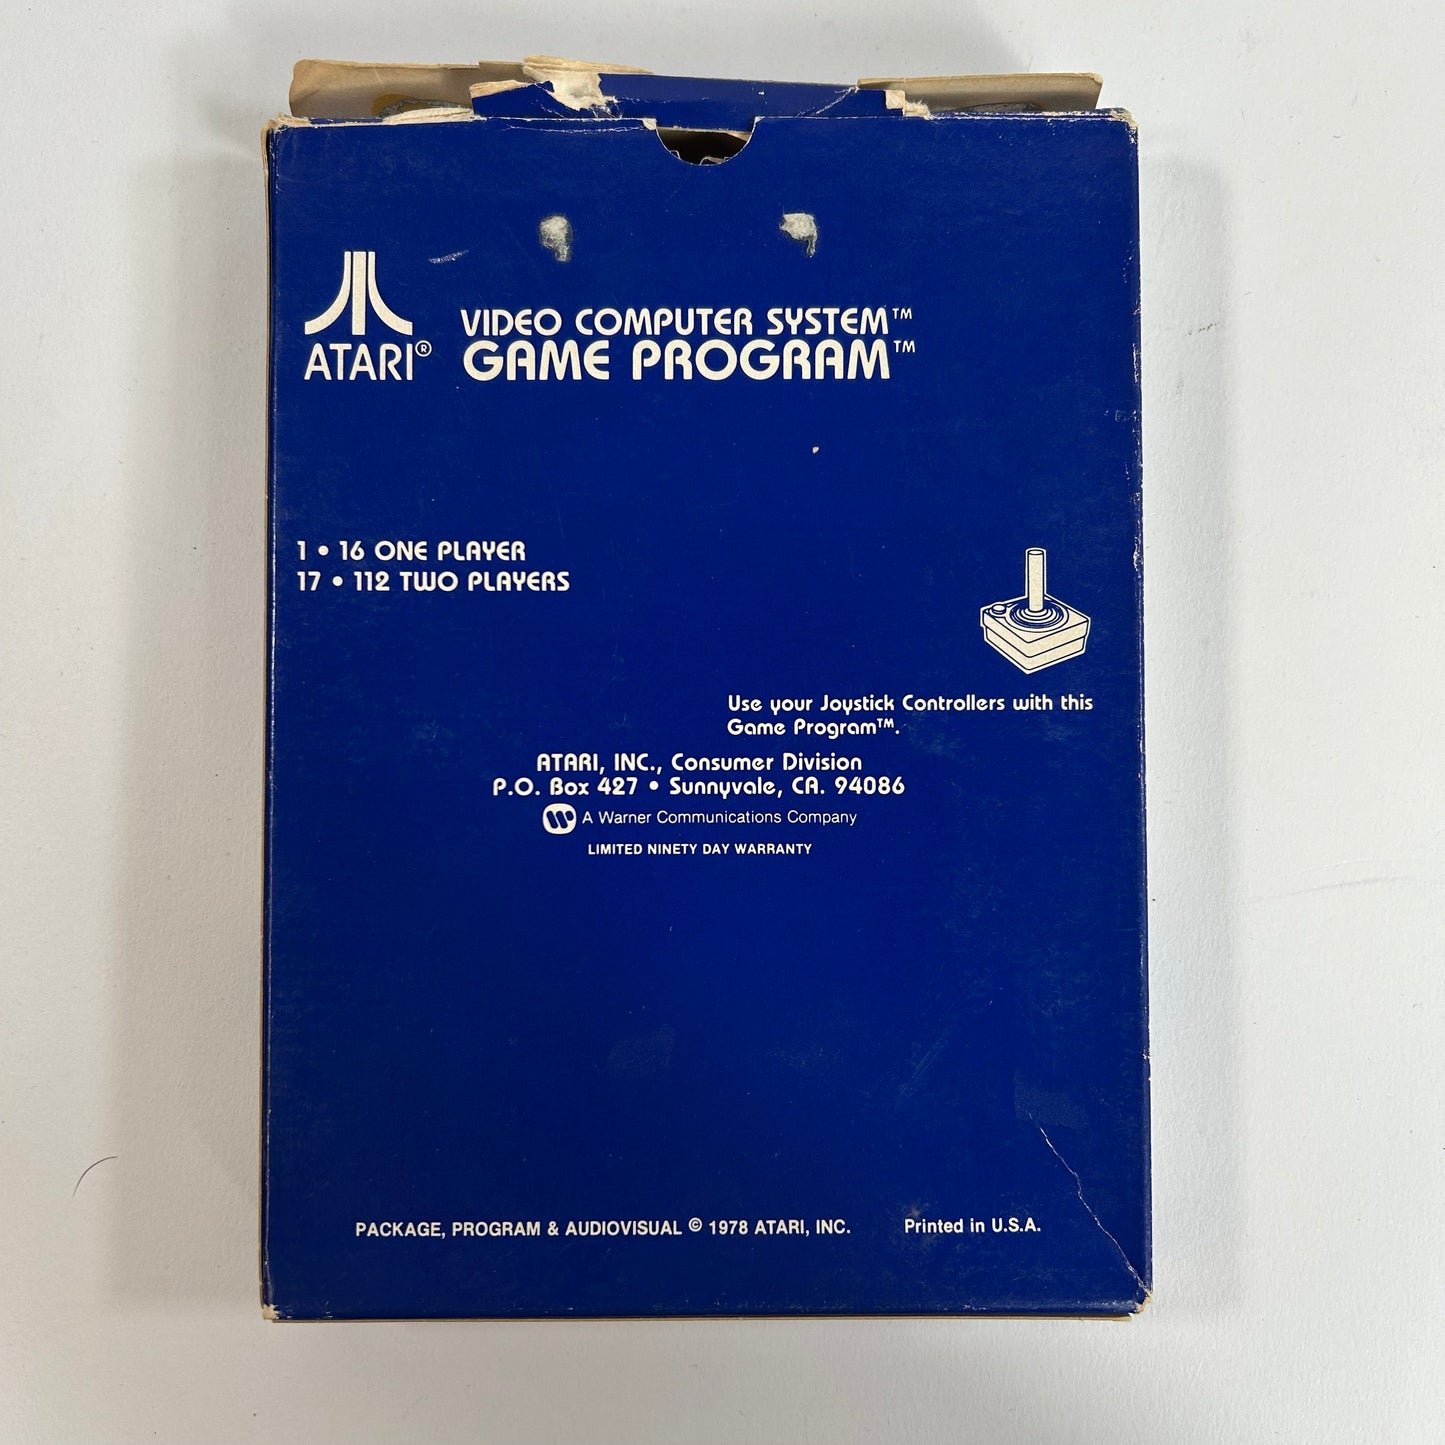 ATARI®
VIDEO COMPUTER SYSTEM™
GAME PROGRAM™
1 • 16 ONE PLAYER
17 • 112 TWO PLAYERS
Use your Joystick Controllers with this
Game Program™.
ATARI, INC., Consumer Division
P.O. Box 427 • Sunnyvale, CA. 94086
A Warner Communications Company
LIMITED NINETY DAY WARRANTY
PACKAGE, PROGRAM & AUDIOVISUAL © 1978 ATARI, INC. Printed in U.S.A.